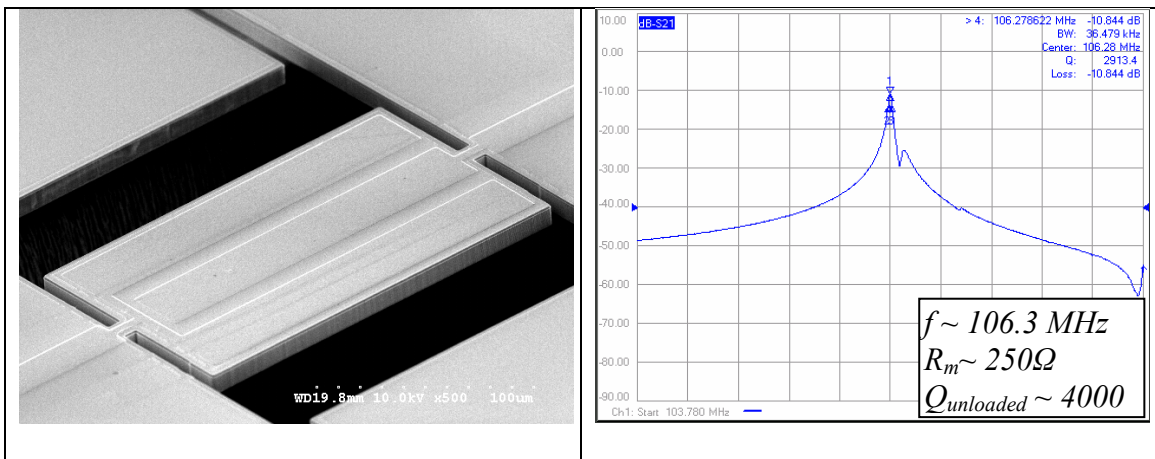 WD19.8mm 10.0kV x500 100um
10.00
0.00
-10.00
-20.00
-30.00
-40.00
-50.00
-60.00
-70.00
-80.00
-90.00
dB-S21
> 4: 106.278622 MHz -10.844 dB
BW: 36.479 kHz
Center: 106.28 MHz
Q: 2913.4
Loss: -10.844 dB
1
f ~ 106.3 MHz
Rm~ 250Ω
Qunloaded ~ 4000
Ch1: Start 103.780 MHz